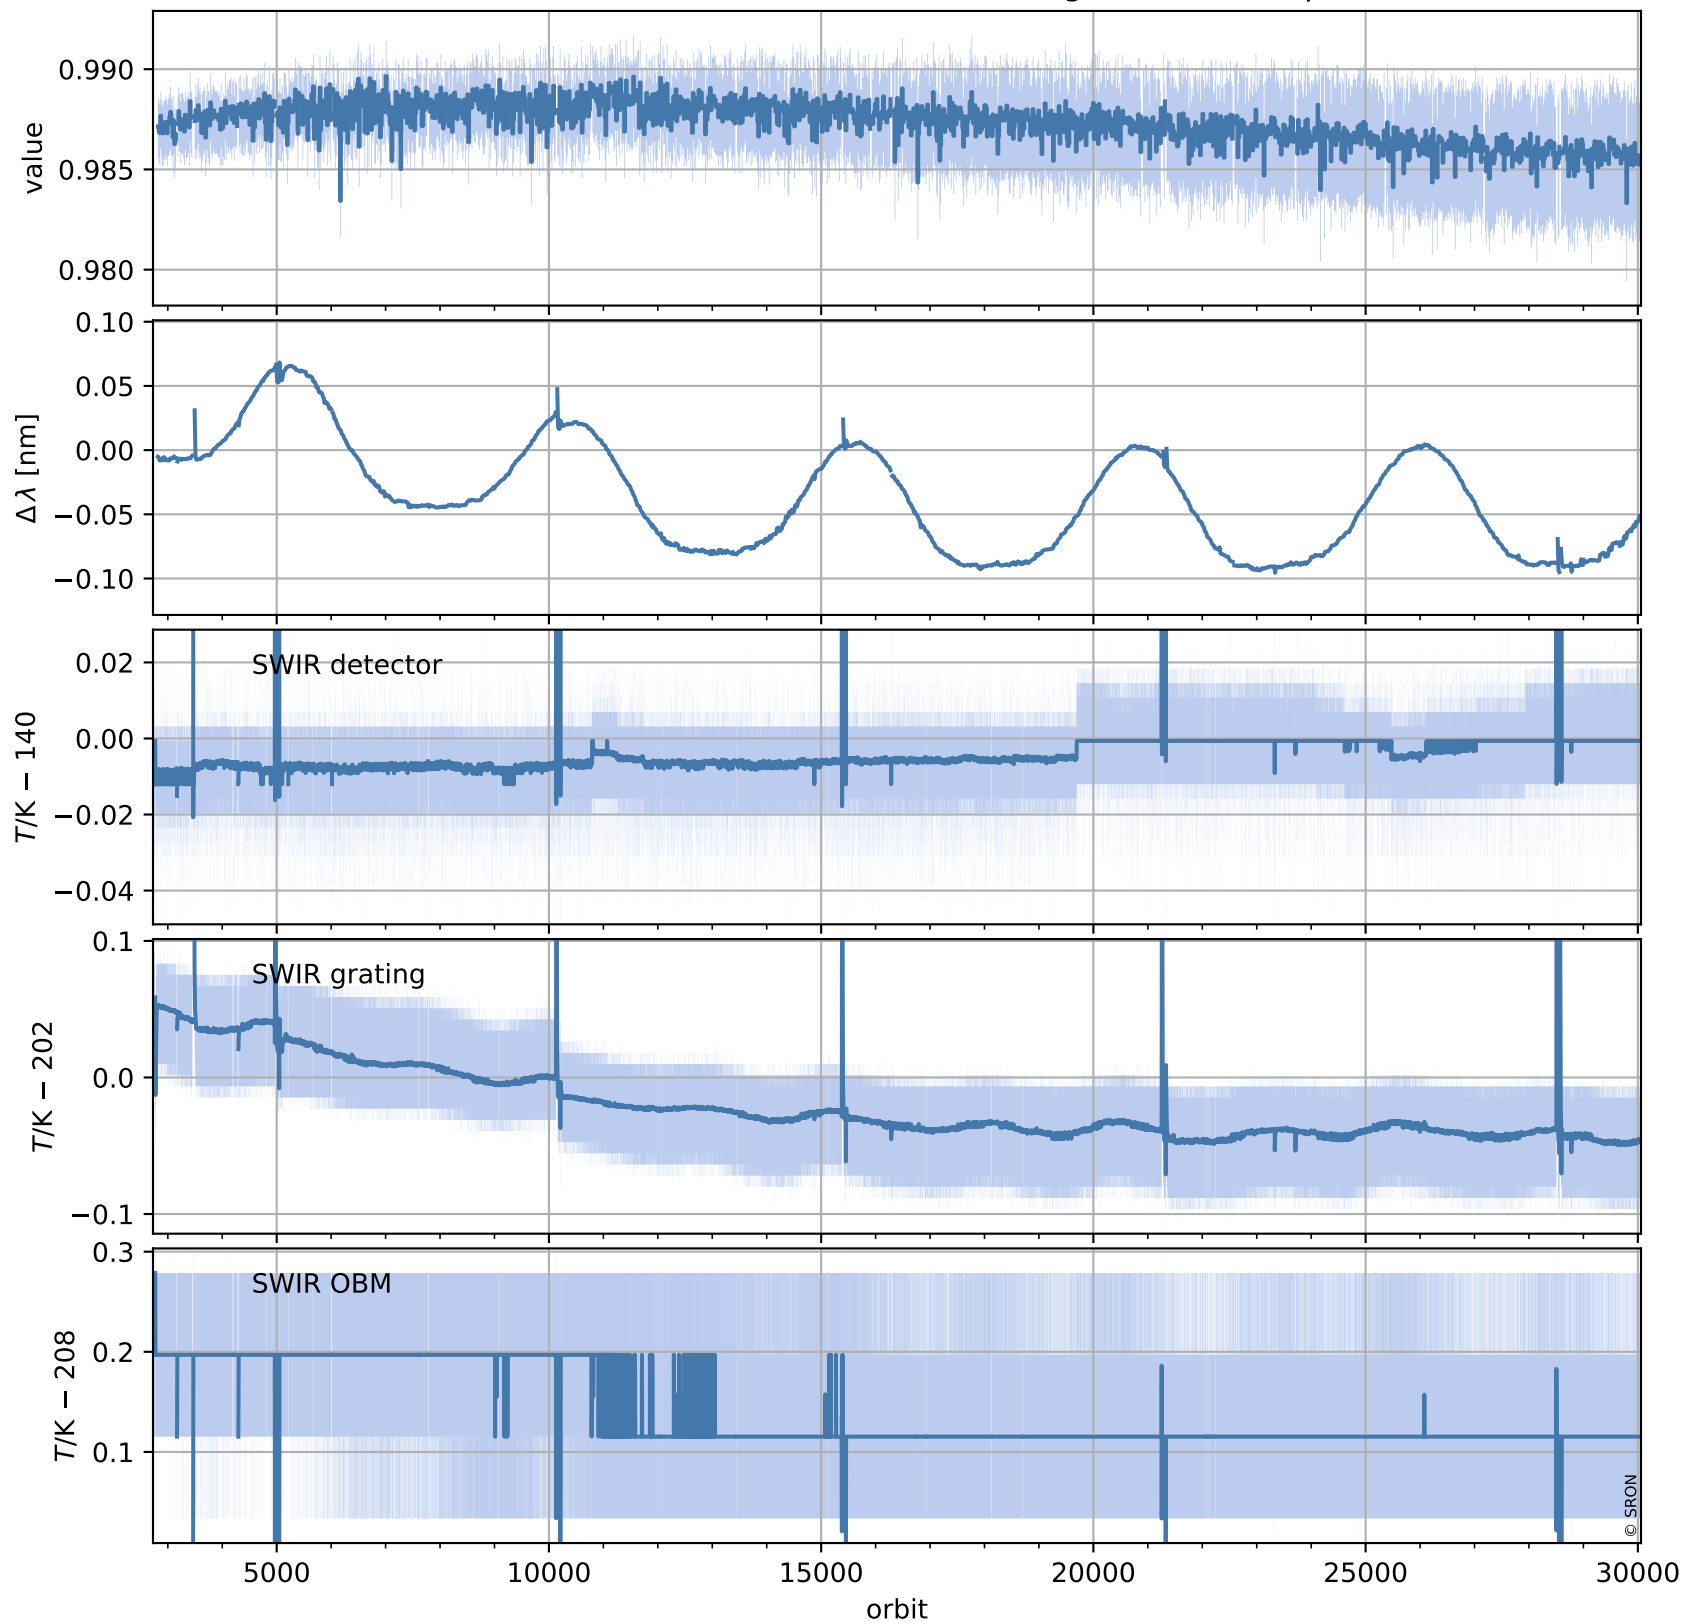 0.990
0.985
0.980
value
0.10
0.05
0.00
−0.05
−0.10
Δλ [nm]
SWIR detector
0.02
0.00
−0.02
−0.04
T/K − 140
SWIR grating
0.1
0.0
−0.1
T/K − 202
SWIR OBM
0.3
0.2
0.1
T/K − 208
© SRON
5000 10000 15000 20000 25000 30000
orbit